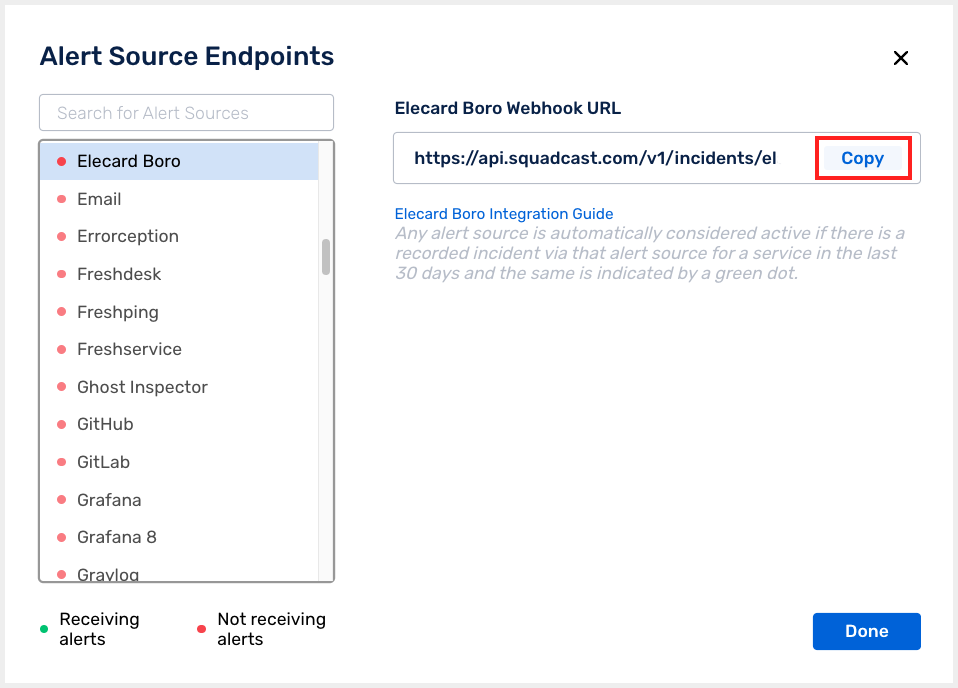 Alert Source Endpoints
Search for Alert Sources
Elecard Boro
Email
Errorception
Freshdesk
Freshping
Freshservice
Ghost Inspector
GitHub
GitLab
Grafana
Grafana 8
Graylog
Receiving
alerts
Not receiving
alerts
Elecard Boro Webhook URL
https://api.squadcast.com/v1/incidents/el
Copy
Elecard Boro Integration Guide
Any alert source is automatically considered active if there is a
recorded incident via that alert source for a service in the last
30 days and the same is indicated by a green dot.
Done